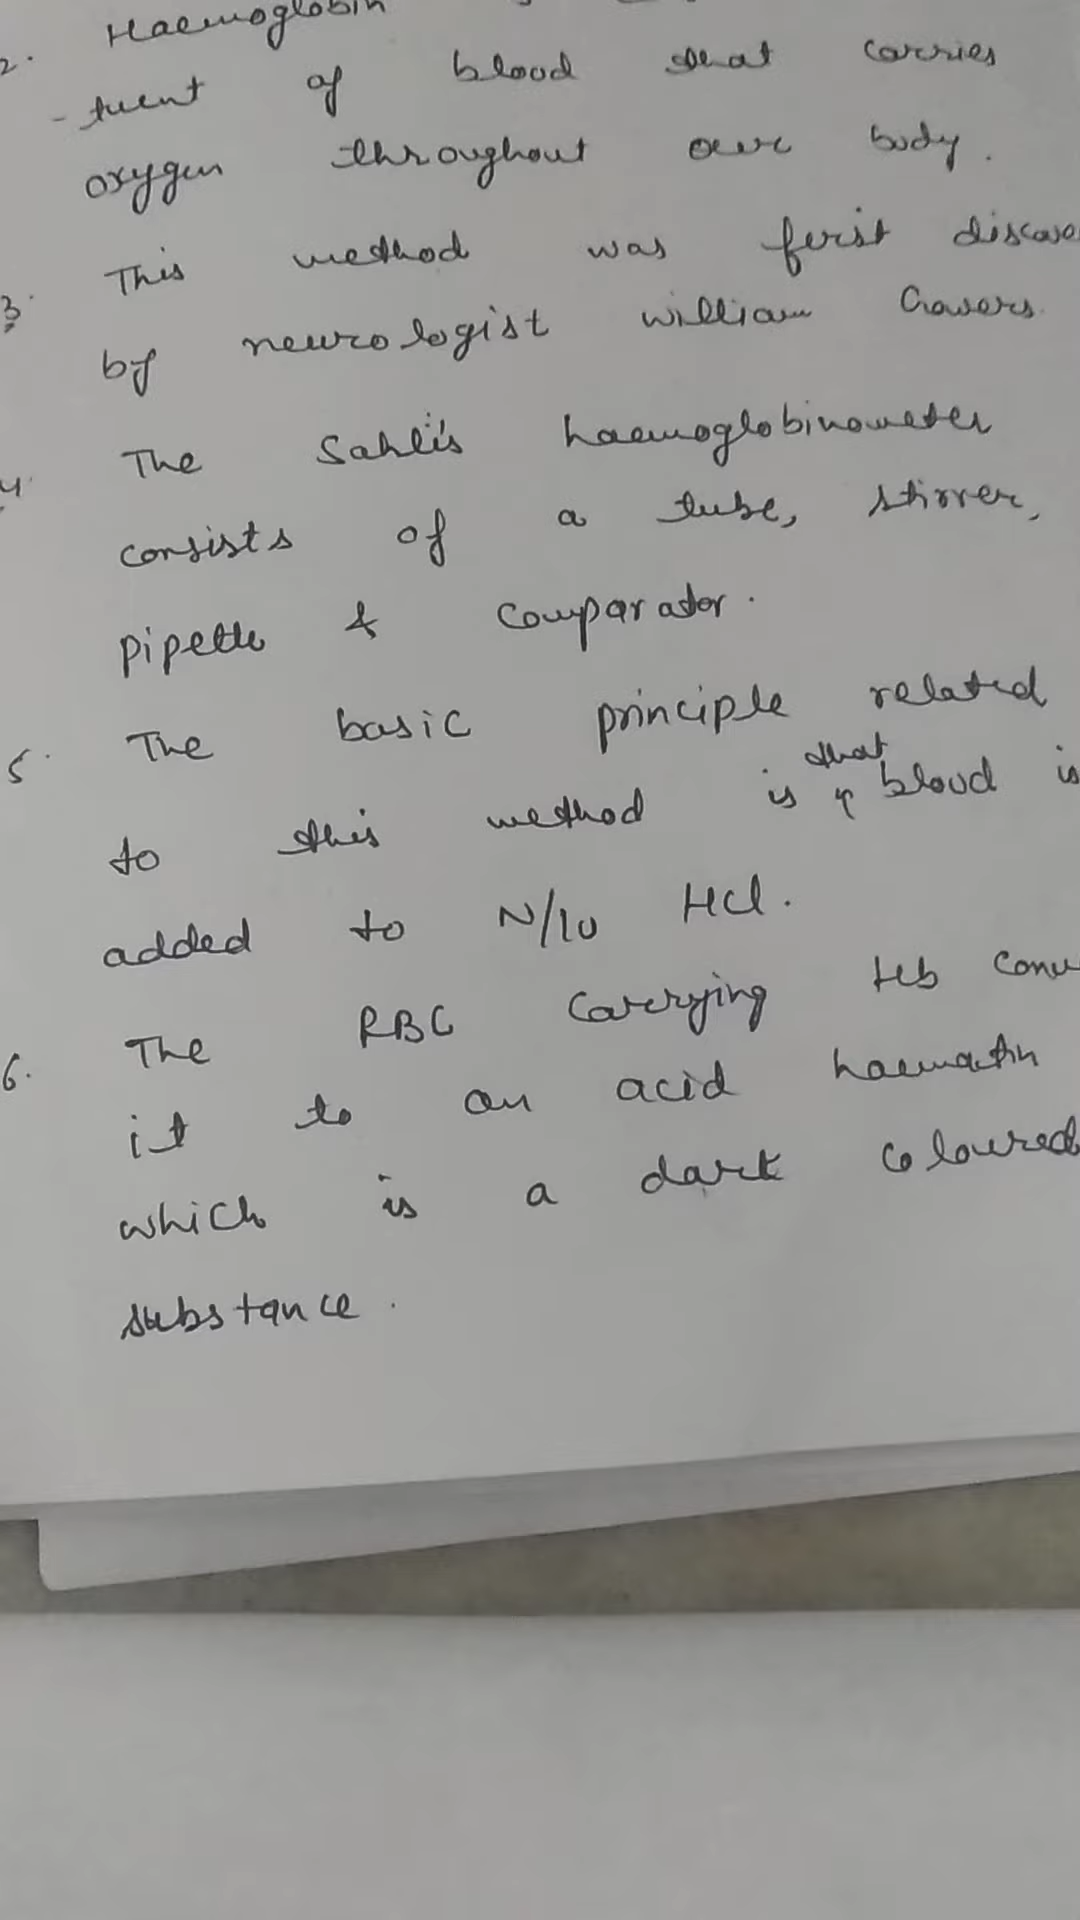 2. Haemoglobin
-tuent of blood that carries
oxygen throughout our body.
3. This method was first discove
by neurologist william Gowers.
4. The Sahli's haemoglobinometer
consists of a tube, stirrer,
pipette & comparator.
5. The basic principle related
to this method is that blood is
added to N/10 HCl.
6. The RBC carrying Hb conv
it to an acid haematin
which is a dark coloured
substance.